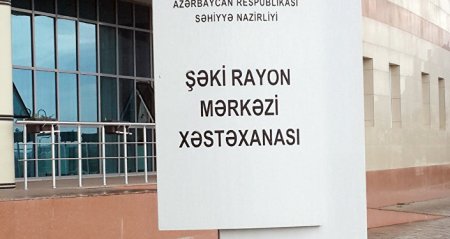 AZƏRBAYCAN RESPUBLİKASI
SƏHİYYƏ NAZİRLİYİ
ŞƏKİ RAYON
MƏRKƏZİ
XƏSTƏXANASI